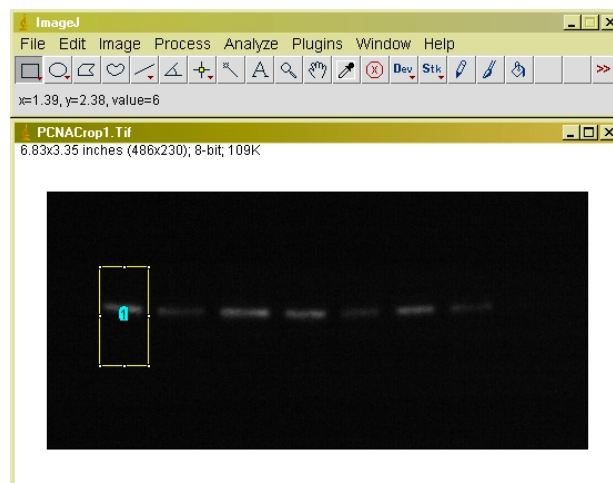 ImageJ
File Edit Image Process Analyze Plugins Window Help
A Dev Stk >>
x=1.39, y=2.38, value=6
PCNACrop1.Tif
6.83x3.35 inches (486x230); 8-bit; 109K
1